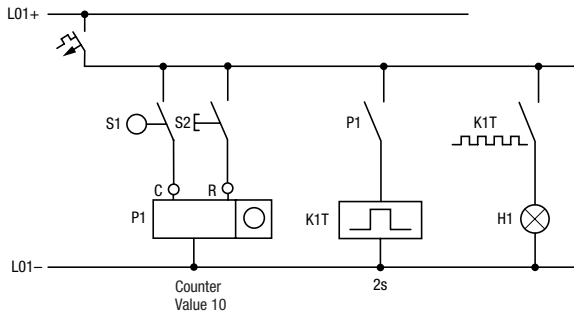 L01+
S1
S2
P1
K1T
C
R
P1
K1T
H1
L01–
Counter
Value 10
2s